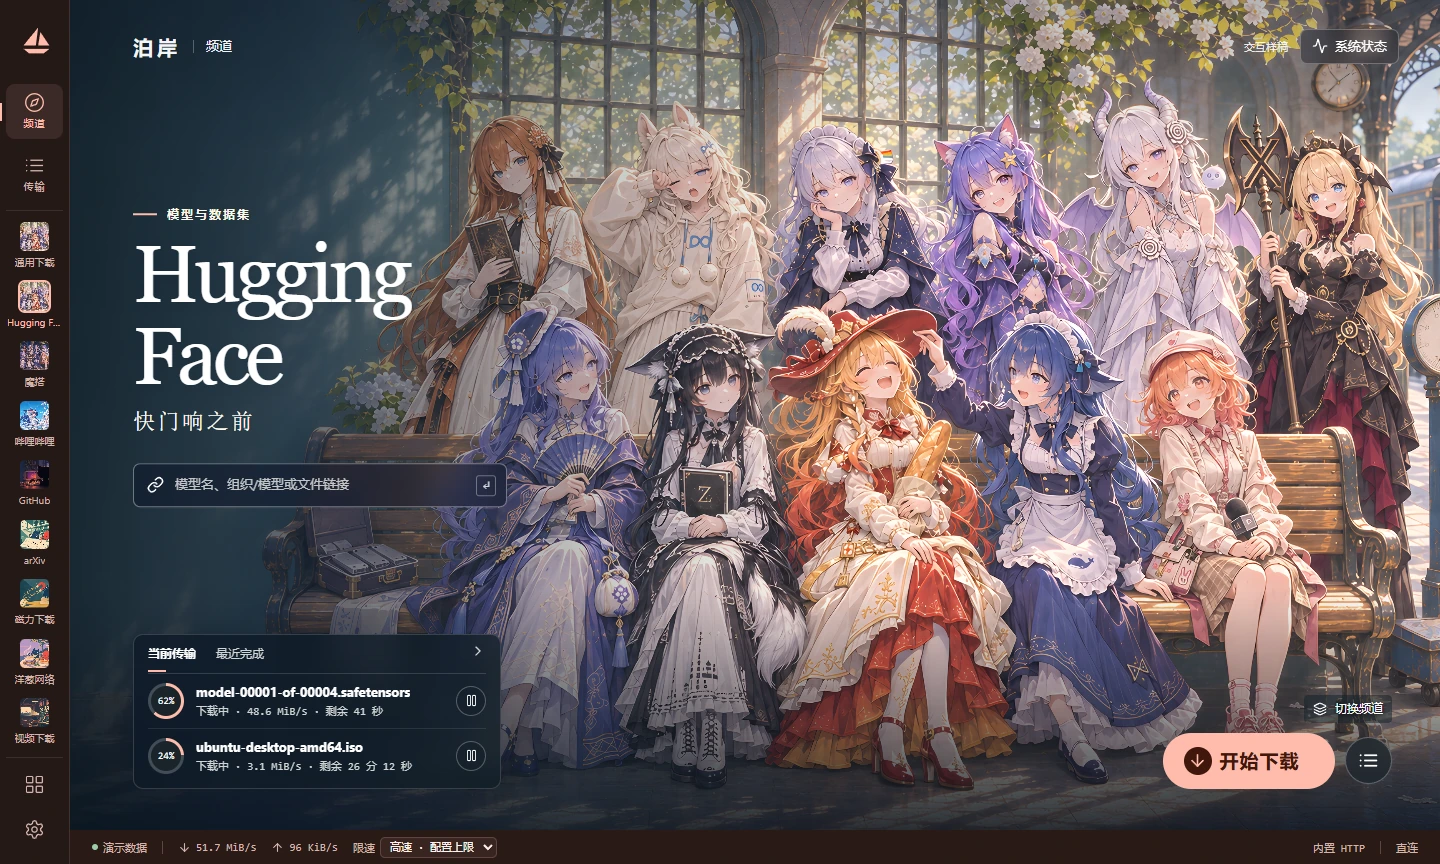 泊岸
频道
交互样稿
系统状态
频道
传输
通用下载
Hugging F...
魔搭
哔哩哔哩
GitHub
arXiv
磁力下载
洋葱网络
视频下载
模型与数据集
Hugging
Face
快门响之前
模型名、组织/模型或文件链接
当前传输
最近完成
62%
model-00001-of-00004.safetensors
下载中 · 48.6 MiB/s · 剩余 41 秒
24%
ubuntu-desktop-amd64.iso
下载中 · 3.1 MiB/s · 剩余 26 分 12 秒
Z
切换频道
开始下载
演示数据
51.7 MiB/s
96 KiB/s
限速
高速 · 配置上限
内置 HTTP
直连